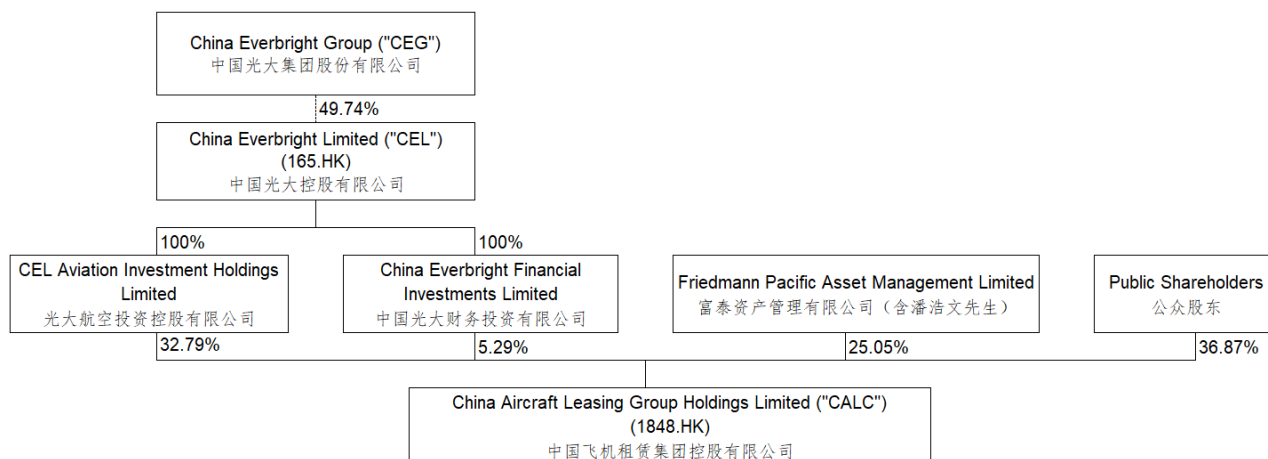 China Everbright Group ("CEG")
中国光大集团股份有限公司
49.74%
China Everbright Limited ("CEL")
(165.HK)
中国光大控股有限公司
100%
100%
CEL Aviation Investment Holdings
Limited
光大航空投资控股有限公司
China Everbright Financial
Investments Limited
中国光大财务投资有限公司
Friedmann Pacific Asset Management Limited
富泰资产管理有限公司（含潘浩文先生）
Public Shareholders
公众股东
32.79%
5.29%
25.05%
36.87%
China Aircraft Leasing Group Holdings Limited ("CALC")
(1848.HK)
中国飞机租赁集团控股有限公司